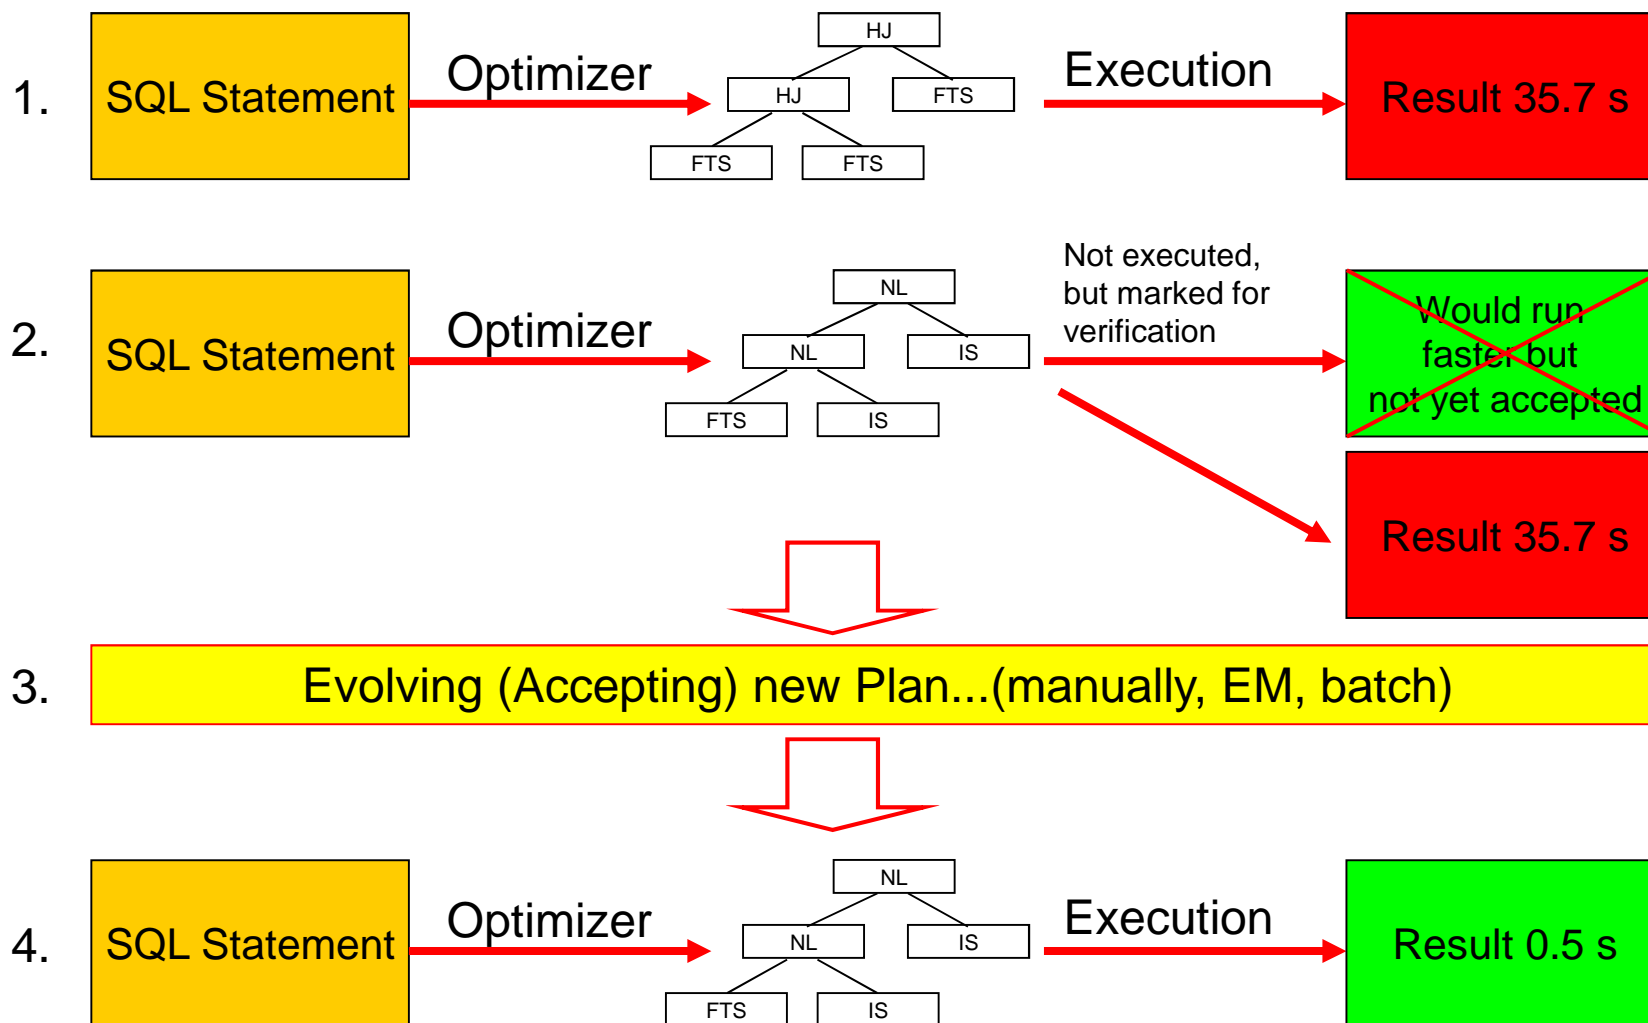 1.
SQL Statement
Optimizer
HJ
HJ
FTS
FTS
FTS
Execution
Result 35.7 s
2.
SQL Statement
Optimizer
NL
NL
IS
FTS
IS
Not executed,
but marked for
verification
Would run
faster but
not yet accepted
Result 35.7 s
3.
Evolving (Accepting) new Plan...(manually, EM, batch)
4.
SQL Statement
Optimizer
NL
NL
IS
FTS
IS
Execution
Result 0.5 s